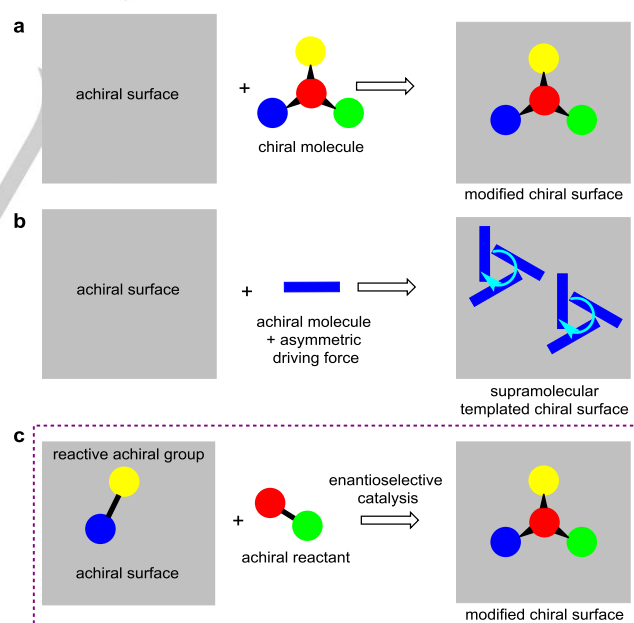 a
achiral surface
+
chiral molecule
modified chiral surface
b
achiral surface
+
achiral molecule
+ asymmetric
driving force
supramolecular
templated chiral surface
c
reactive achiral group
achiral surface
+
achiral reactant
enantioselective
catalysis
modified chiral surface